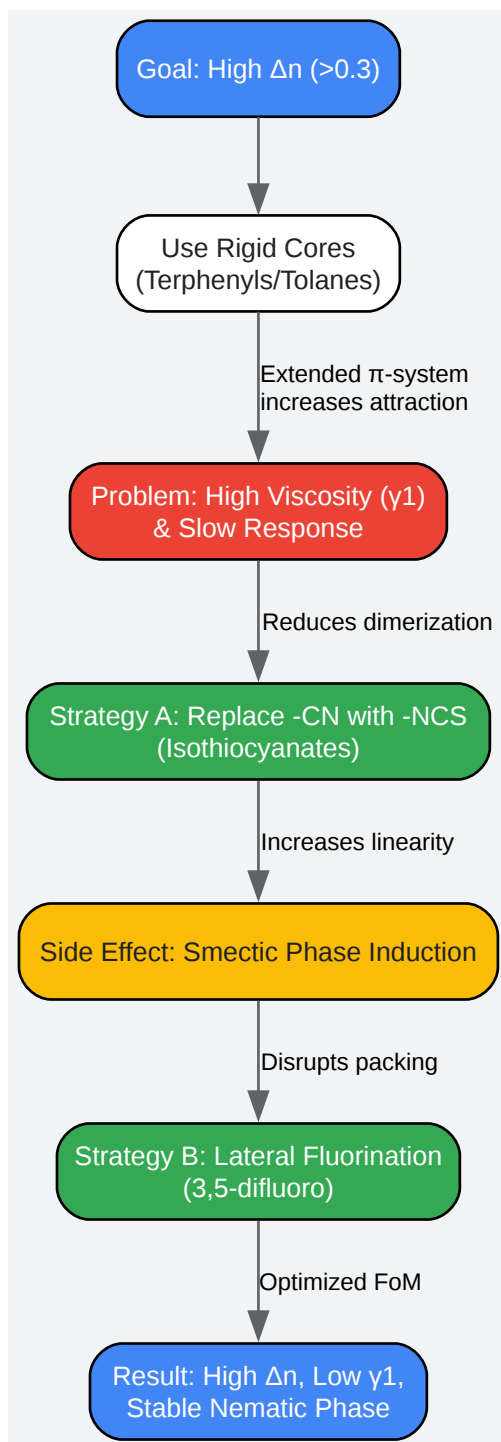 Goal: High Δn (>0.3)
Use Rigid Cores
(Terphenyls/Tolanes)
Extended π-system
increases attraction
Problem: High Viscosity (γ1)
& Slow Response
Reduces dimerization
Strategy A: Replace -CN with -NCS
(Isothiocyanates)
Increases linearity
Side Effect: Smectic Phase Induction
Disrupts packing
Strategy B: Lateral Fluorination
(3,5-difluoro)
Optimized FoM
Result: High Δn, Low γ1,
Stable Nematic Phase